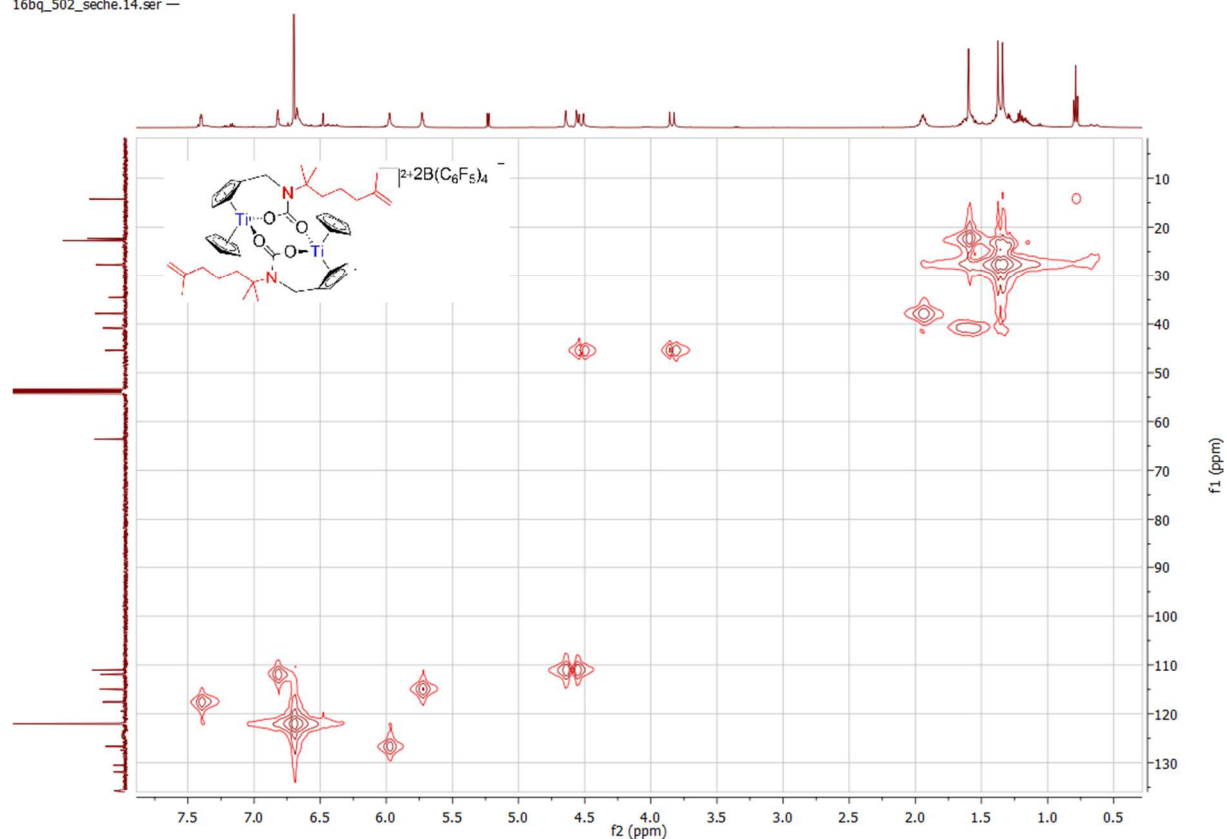 16bq_502_seche.14.ser —
2+2B(C6F5)4 −
N
Ti O O
O O Ti
N
10
20
30
40
50
60
70
80
90
100
110
120
130
f1 (ppm)
7.5 7.0 6.5 6.0 5.5 5.0 4.5 4.0 3.5 3.0 2.5 2.0 1.5 1.0 0.5
f2 (ppm)